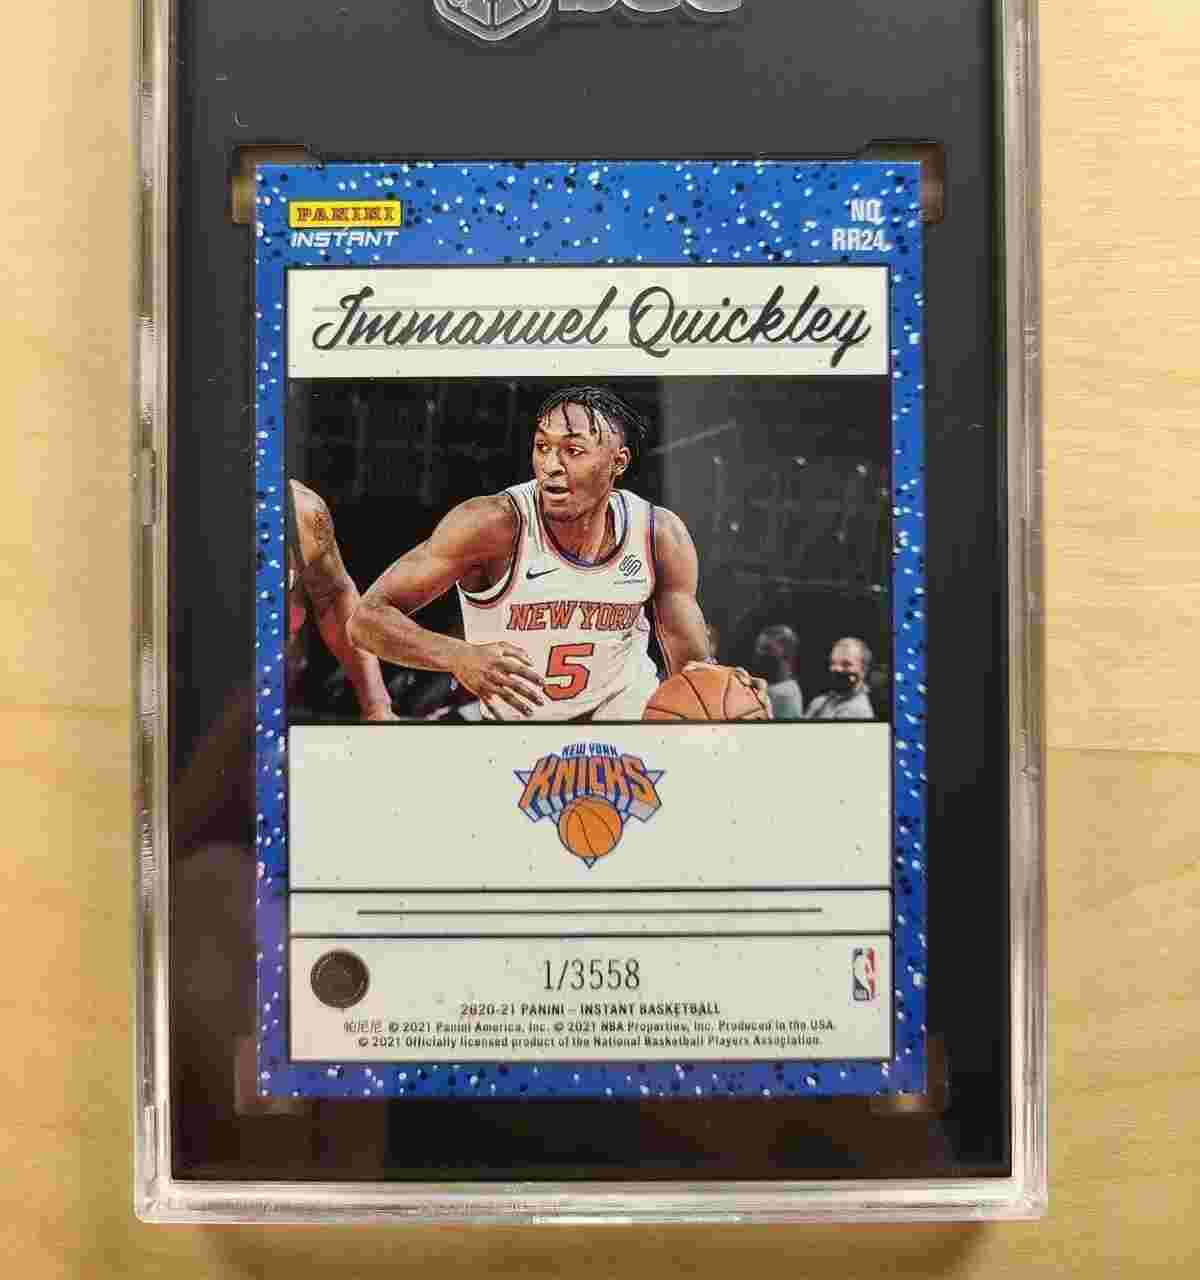 PANINI
INSTANT
NO.
RR24
Immanuel Quickley
NEW YORK
5
NEW YORK
KNICKS
1/3558
2020-21 PANINI – INSTANT BASKETBALL
帕尼尼 © 2021 Panini America, Inc. © 2021 NBA Properties, Inc. Produced in the USA.
© 2021 Officially licensed product of the National Basketball Players Association.